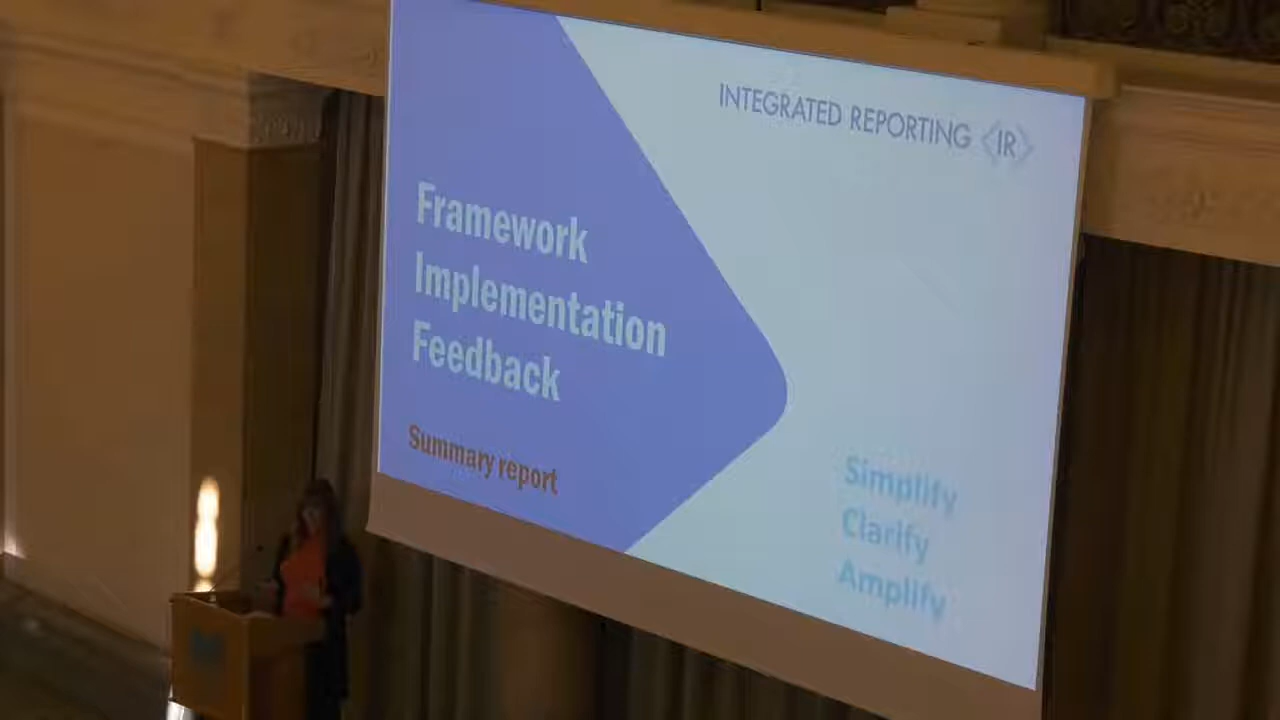 INTEGRATED REPORTING <IR>
Framework
Implementation
Feedback
Summary report
Simplify
Clarify
Amplify